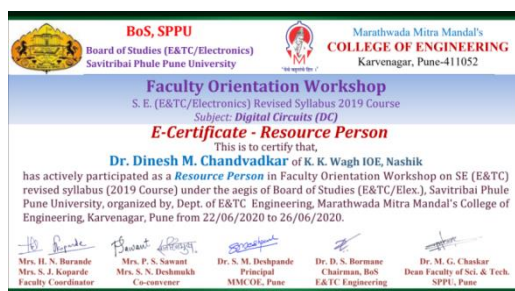 BoS, SPPU
Board of Studies (E&TC/Electronics)
Savitribai Phule Pune University
Marathwada Mitra Mandal's
COLLEGE OF ENGINEERING
Karvenagar, Pune-411052
Faculty Orientation Workshop
S. E. (E&TC/Electronics) Revised Syllabus 2019 Course
Subject: Digital Circuits (DC)
E-Certificate - Resource Person
This is to certify that,
Dr. Dinesh M. Chandvadkar of K. K. Wagh IOE, Nashik
has actively participated as a Resource Person in Faculty Orientation Workshop on SE (E&TC)
revised syllabus (2019 Course) under the aegis of Board of Studies (E&TC/Elex.), Savitribai Phule
Pune University, organized by, Dept. of E&TC Engineering, Marathwada Mitra Mandal's College of
Engineering, Karvenagar, Pune from 22/06/2020 to 26/06/2020.
Mrs. H. N. Burande Mrs. P. S. Sawant Dr. S. M. Deshpande Dr. D. S. Bormane Dr. M. G. Chaskar
Mrs. S. J. Koparde Mrs. S. N. Deshmukh Principal Chairman, BoS Dean Faculty of Sci. & Tech.
Faculty Coordinator Co-convener MMCOE, Pune E&TC Engineering SPPU, Pune